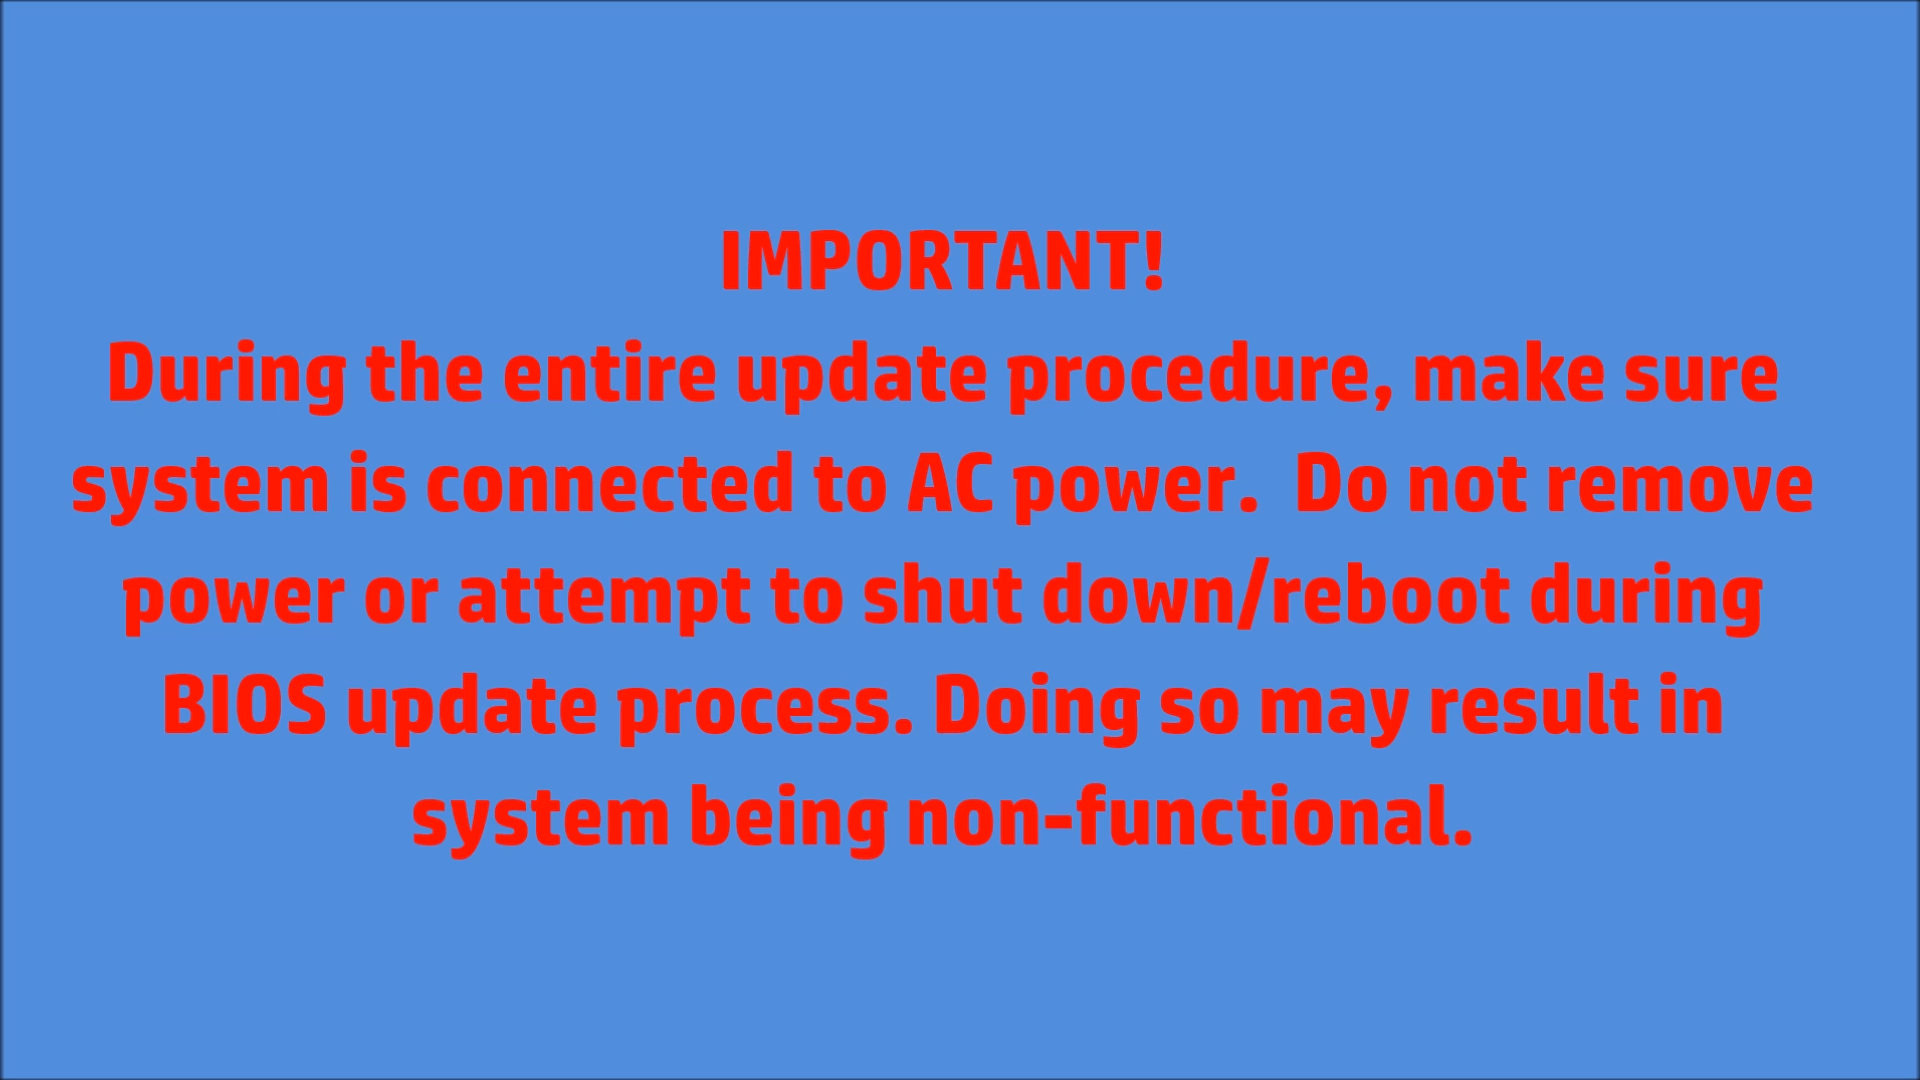 IMPORTANT!
During the entire update procedure, make sure
system is connected to AC power.  Do not remove
power or attempt to shut down/reboot during
BIOS update process. Doing so may result in
system being non-functional.